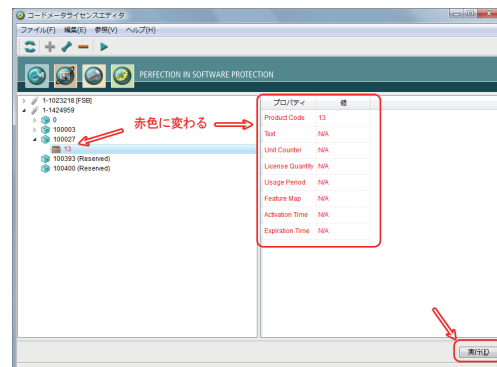 コードメータライセンスエディタ
ファイル(F) 編集(E) 参照(V) ヘルプ(H)
PERFECTION IN SOFTWARE PROTECTION
1-1023218 [FSB]
1-1424959
0
100003
100027
13
100393 (Reserved)
100400 (Reserved)
赤色に変わる
プロパティ 値
Product Code 13
Text N/A
Unit Counter N/A
License Quantity N/A
Usage Period N/A
Feature Map N/A
Activation Time N/A
Expiration Time N/A
実行(E)